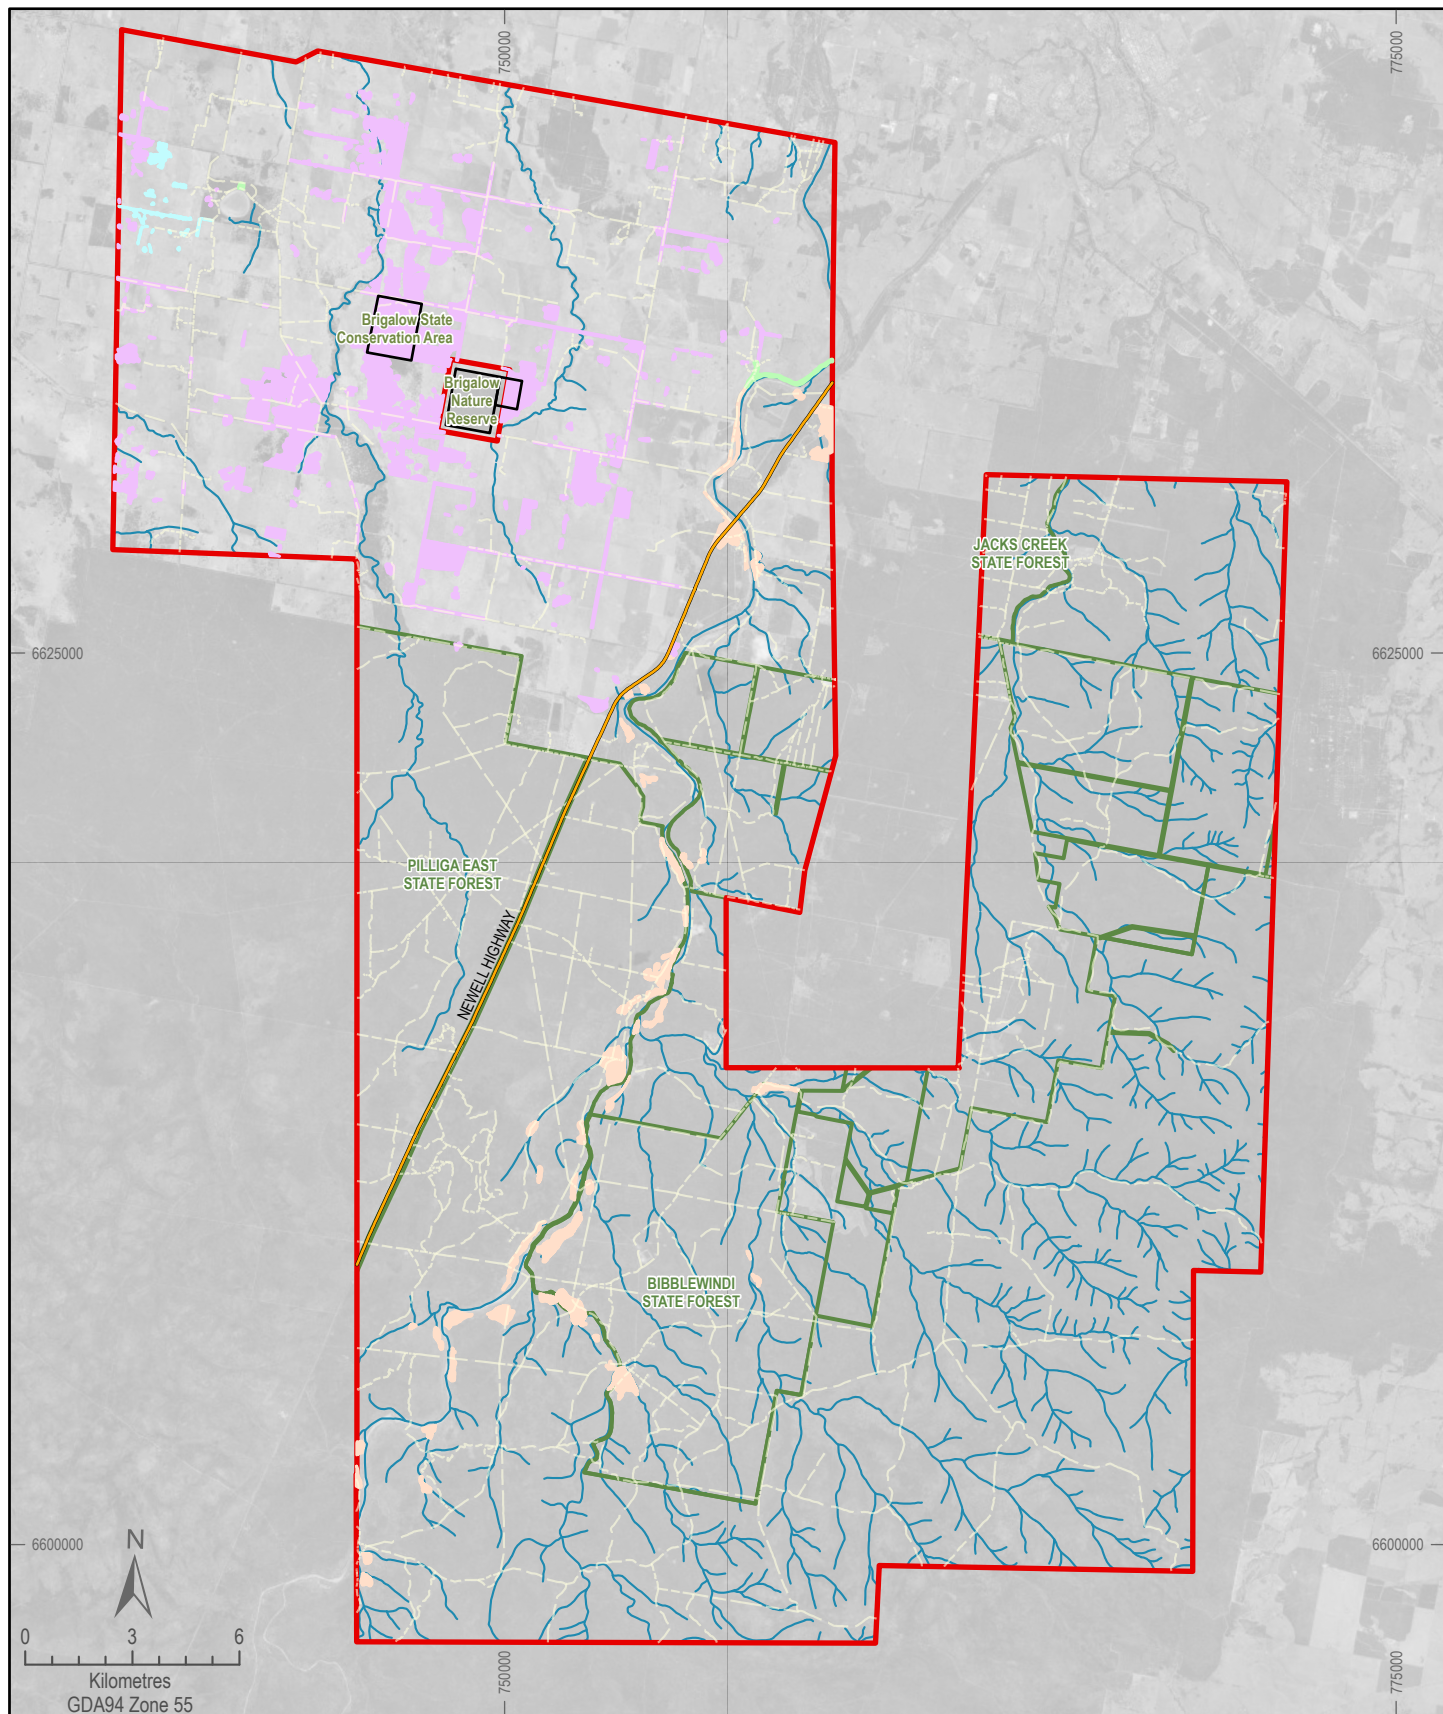 750000
775000
Brigalow State
Conservation Area
Brigalow
Nature
Reserve
JACKS CREEK
STATE FOREST
6625000
6625000
PILLIGA EAST
STATE FOREST
NEWELL HIGHWAY
BIBBLEWINDI
STATE FOREST
6600000
6600000
N
0 3 6
Kilometres
GDA94 Zone 55
750000
775000